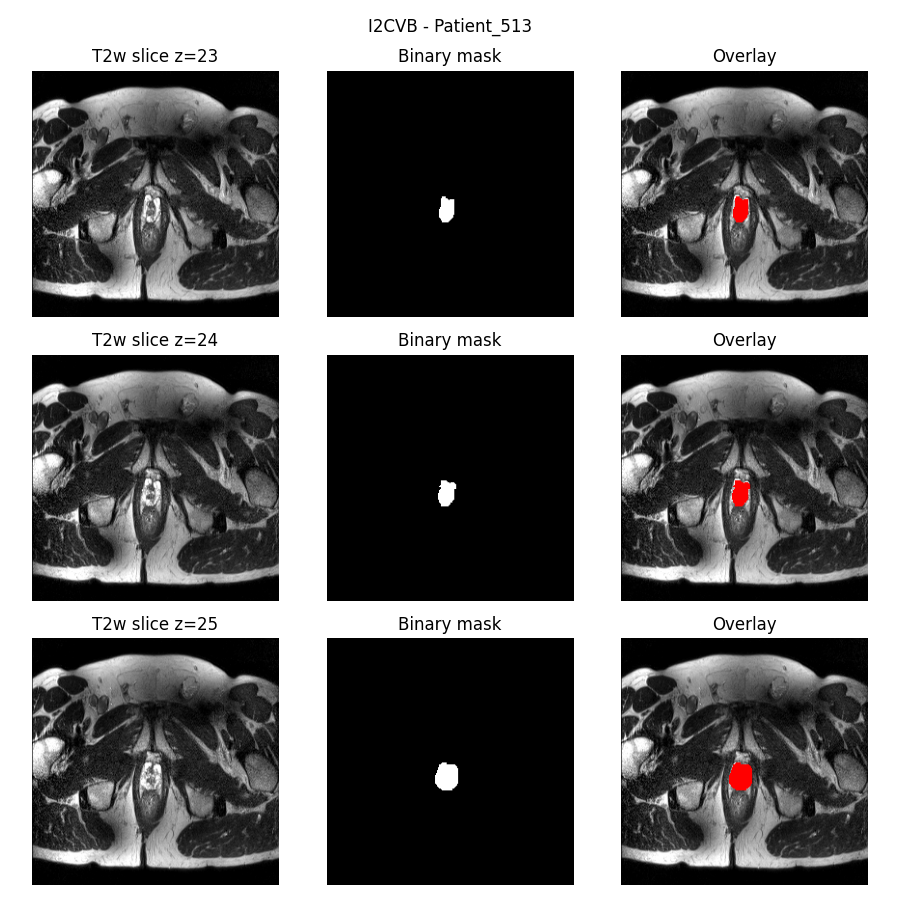 I2CVB - Patient_513
T2w slice z=23
Binary mask
Overlay
T2w slice z=24
Binary mask
Overlay
T2w slice z=25
Binary mask
Overlay